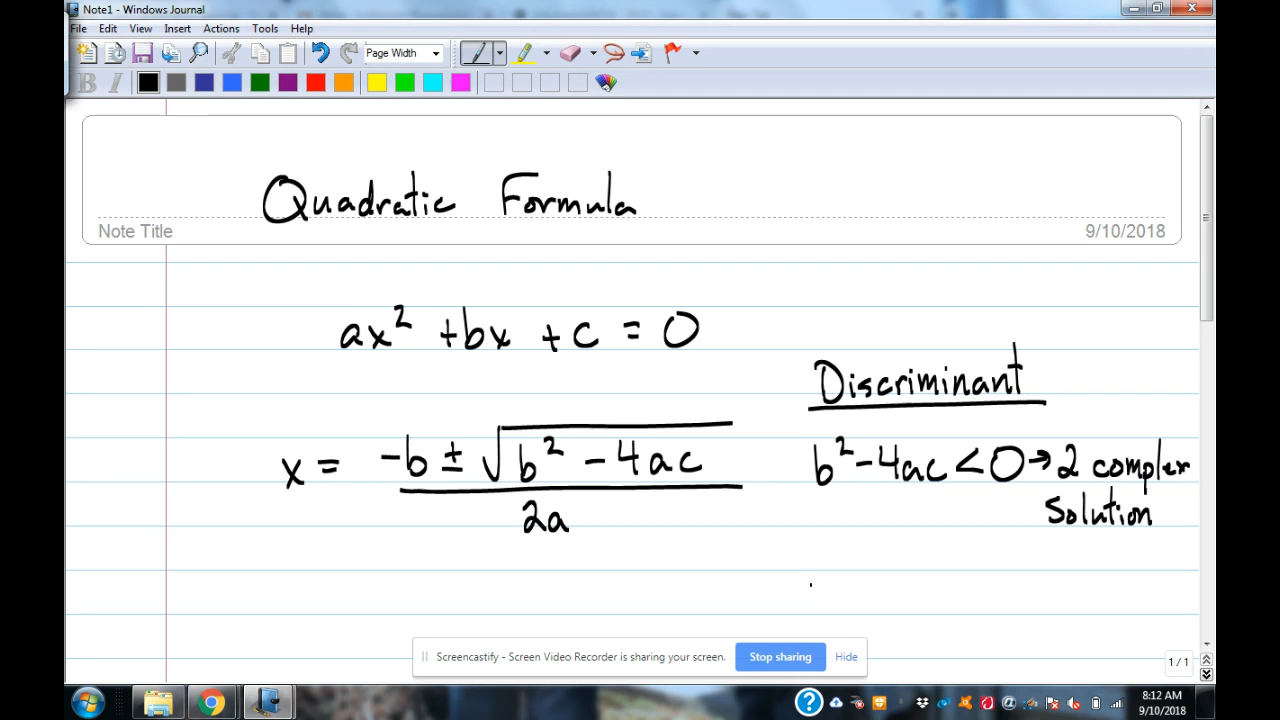 Note1 - Windows Journal
File Edit View Insert Actions Tools Help
Page Width
B I
Quadratic Formula
Note Title
9/10/2018
ax² + bx + c = 0
Discriminant
x = -b ± √b² - 4ac
2a
b² - 4ac < 0 → 2 complex
Solution
Screencastify - Screen Video Recorder is sharing your screen. Stop sharing Hide
1 / 1
8:12 AM
9/10/2018